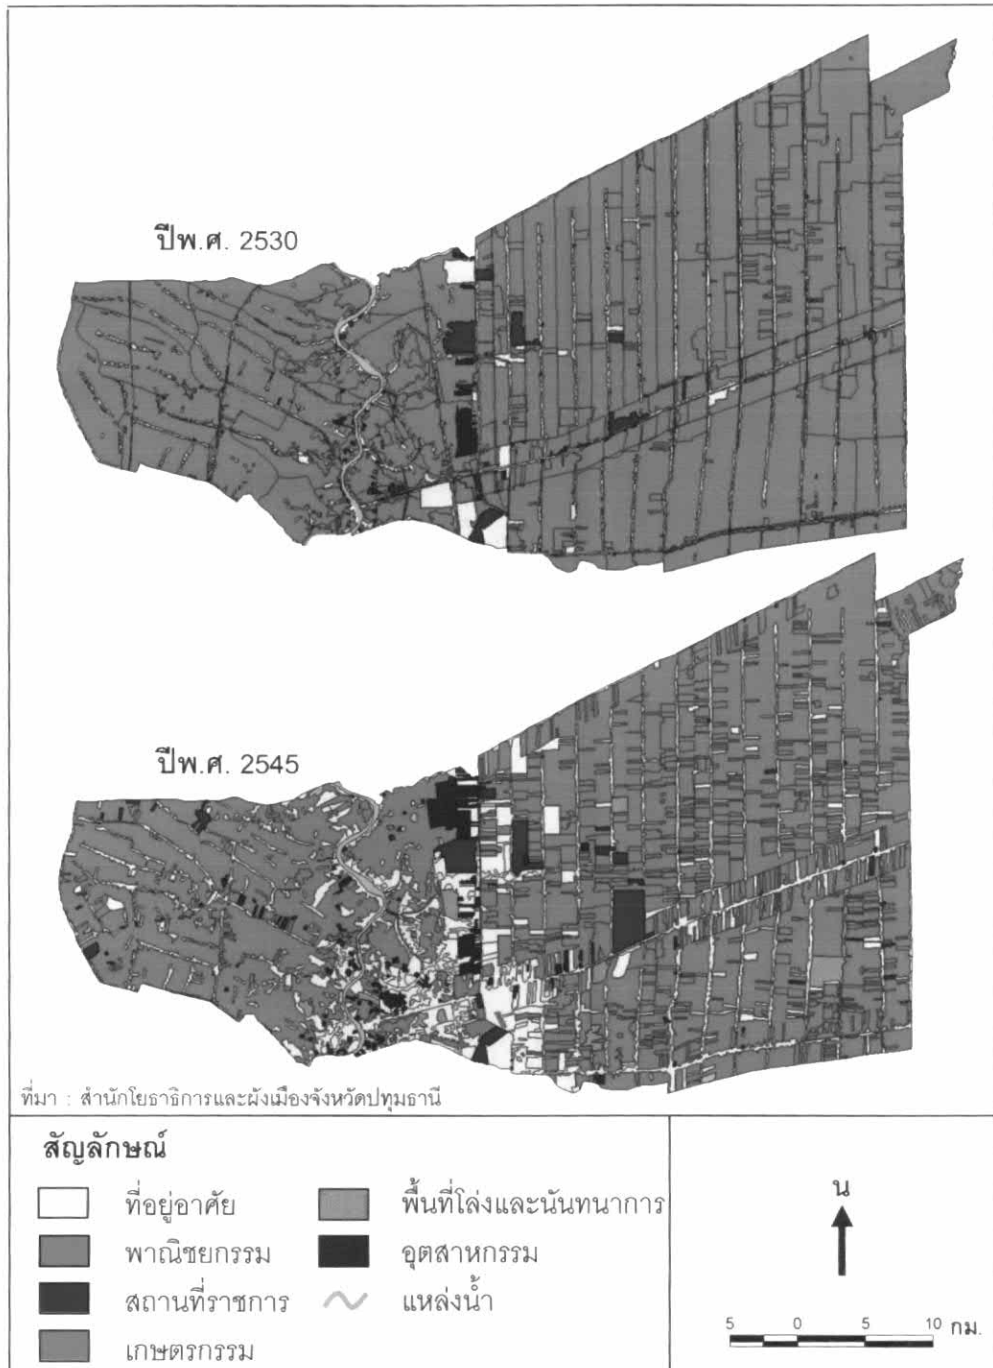 ปีพ.ศ. 2530
ปีพ.ศ. 2545
ที่มา : สำนักโยธาธิการและผังเมืองจังหวัดปทุมธานี
สัญลักษณ์
ที่อยู่อาศัย
พื้นที่โล่งและนันทนาการ
พาณิชยกรรม
อุตสาหกรรม
สถานที่ราชการ
แหล่งน้ำ
เกษตรกรรม
น
5 0 5 10 กม.